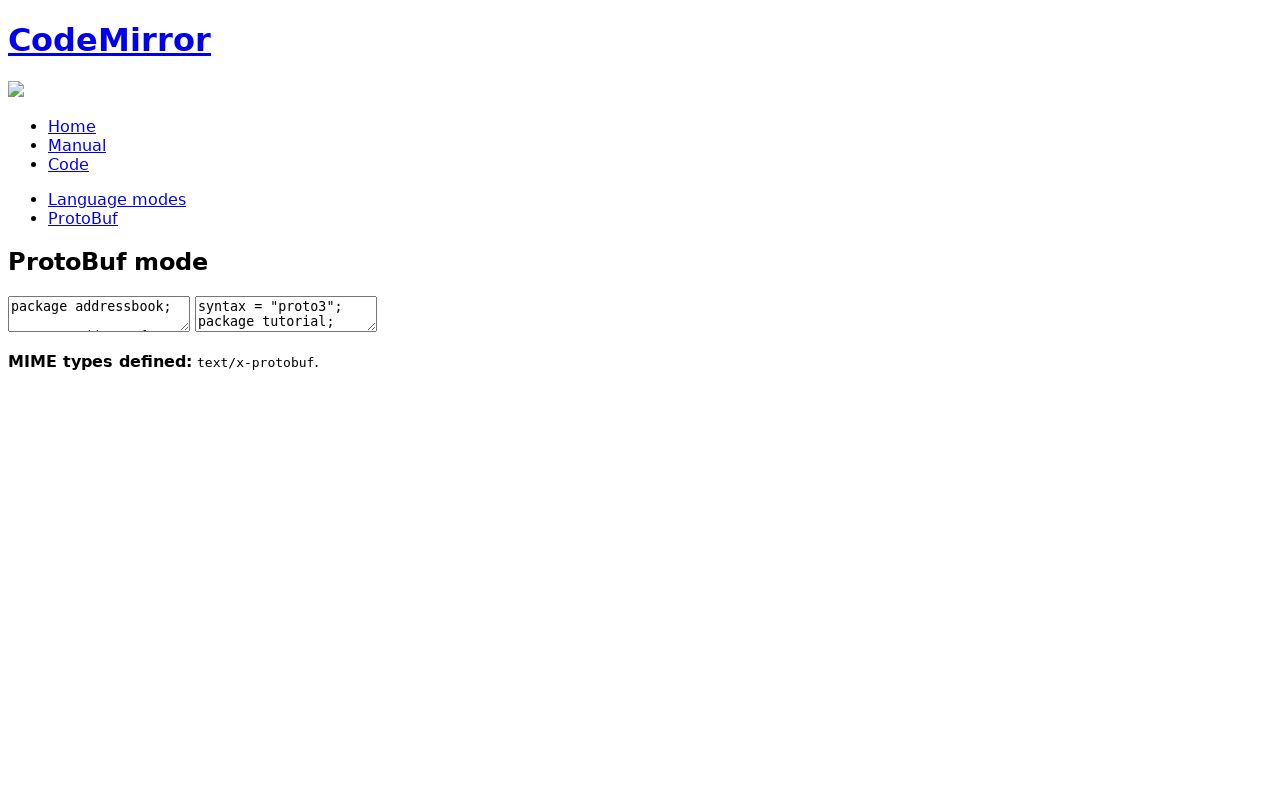 CodeMirror
Home
Manual
Code
Language modes
ProtoBuf
ProtoBuf mode
package addressbook;
syntax = "proto3";
package tutorial;
MIME types defined: text/x-protobuf.